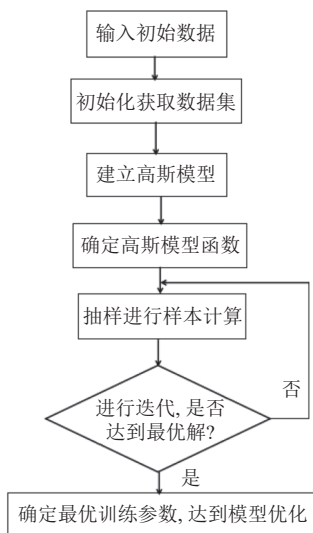 输入初始数据
初始化获取数据集
建立高斯模型
确定高斯模型函数
抽样进行样本计算
进行迭代, 是否
达到最优解?
否
是
确定最优训练参数, 达到模型优化